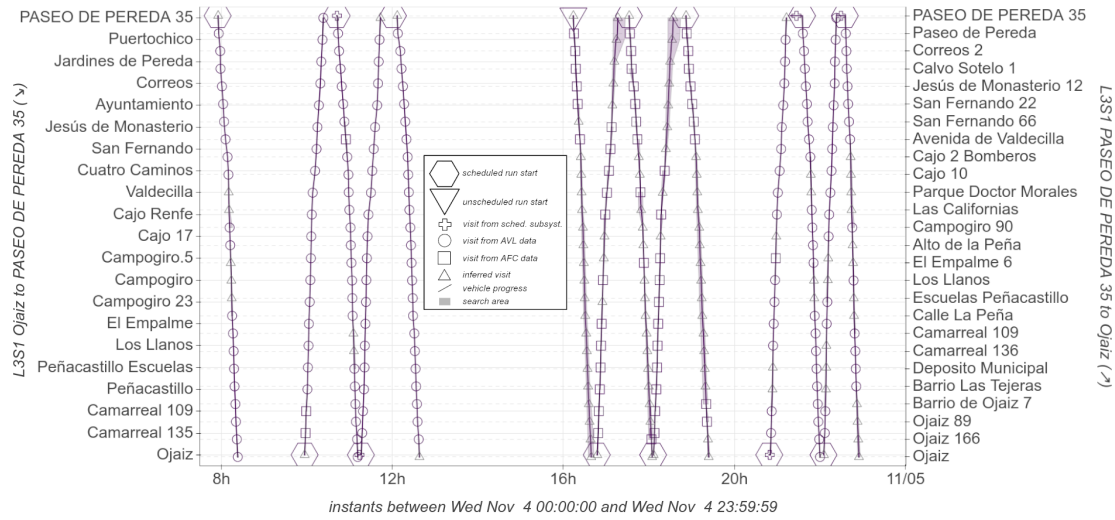 PASEO DE PEREDA 35
Puertochico
Jardines de Pereda
Correos
Ayuntamiento
Jesús de Monasterio
San Fernando
Cuatro Caminos
Valdecilla
Cajo Renfe
Cajo 17
Campogiro.5
Campogiro
Campogiro 23
El Empalme
Los Llanos
Peñacastillo Escuelas
Peñacastillo
Camarreal 109
Camarreal 135
Ojaiz
L3S1 Ojaiz to PASEO DE PEREDA 35 (↘)
scheduled run start
unscheduled run start
visit from sched. subsyst.
visit from AVL data
visit from AFC data
inferred visit
vehicle progress
search area
PASEO DE PEREDA 35
Paseo de Pereda
Correos 2
Calvo Sotelo 1
Jesús de Monasterio 12
San Fernando 22
San Fernando 66
Avenida de Valdecilla
Cajo 2 Bomberos
Cajo 10
Parque Doctor Morales
Las Californias
Campogiro 90
Alto de la Peña
El Empalme 6
Los Llanos
Escuelas Peñacastillo
Calle La Peña
Camarreal 109
Camarreal 136
Deposito Municipal
Barrio Las Tejeras
Barrio de Ojaiz 7
Ojaiz 89
Ojaiz 166
Ojaiz
L3S1 PASEO DE PEREDA 35 to Ojaiz (↗)
8h 12h 16h 20h 11/05
instants between Wed Nov 4 00:00:00 and Wed Nov 4 23:59:59